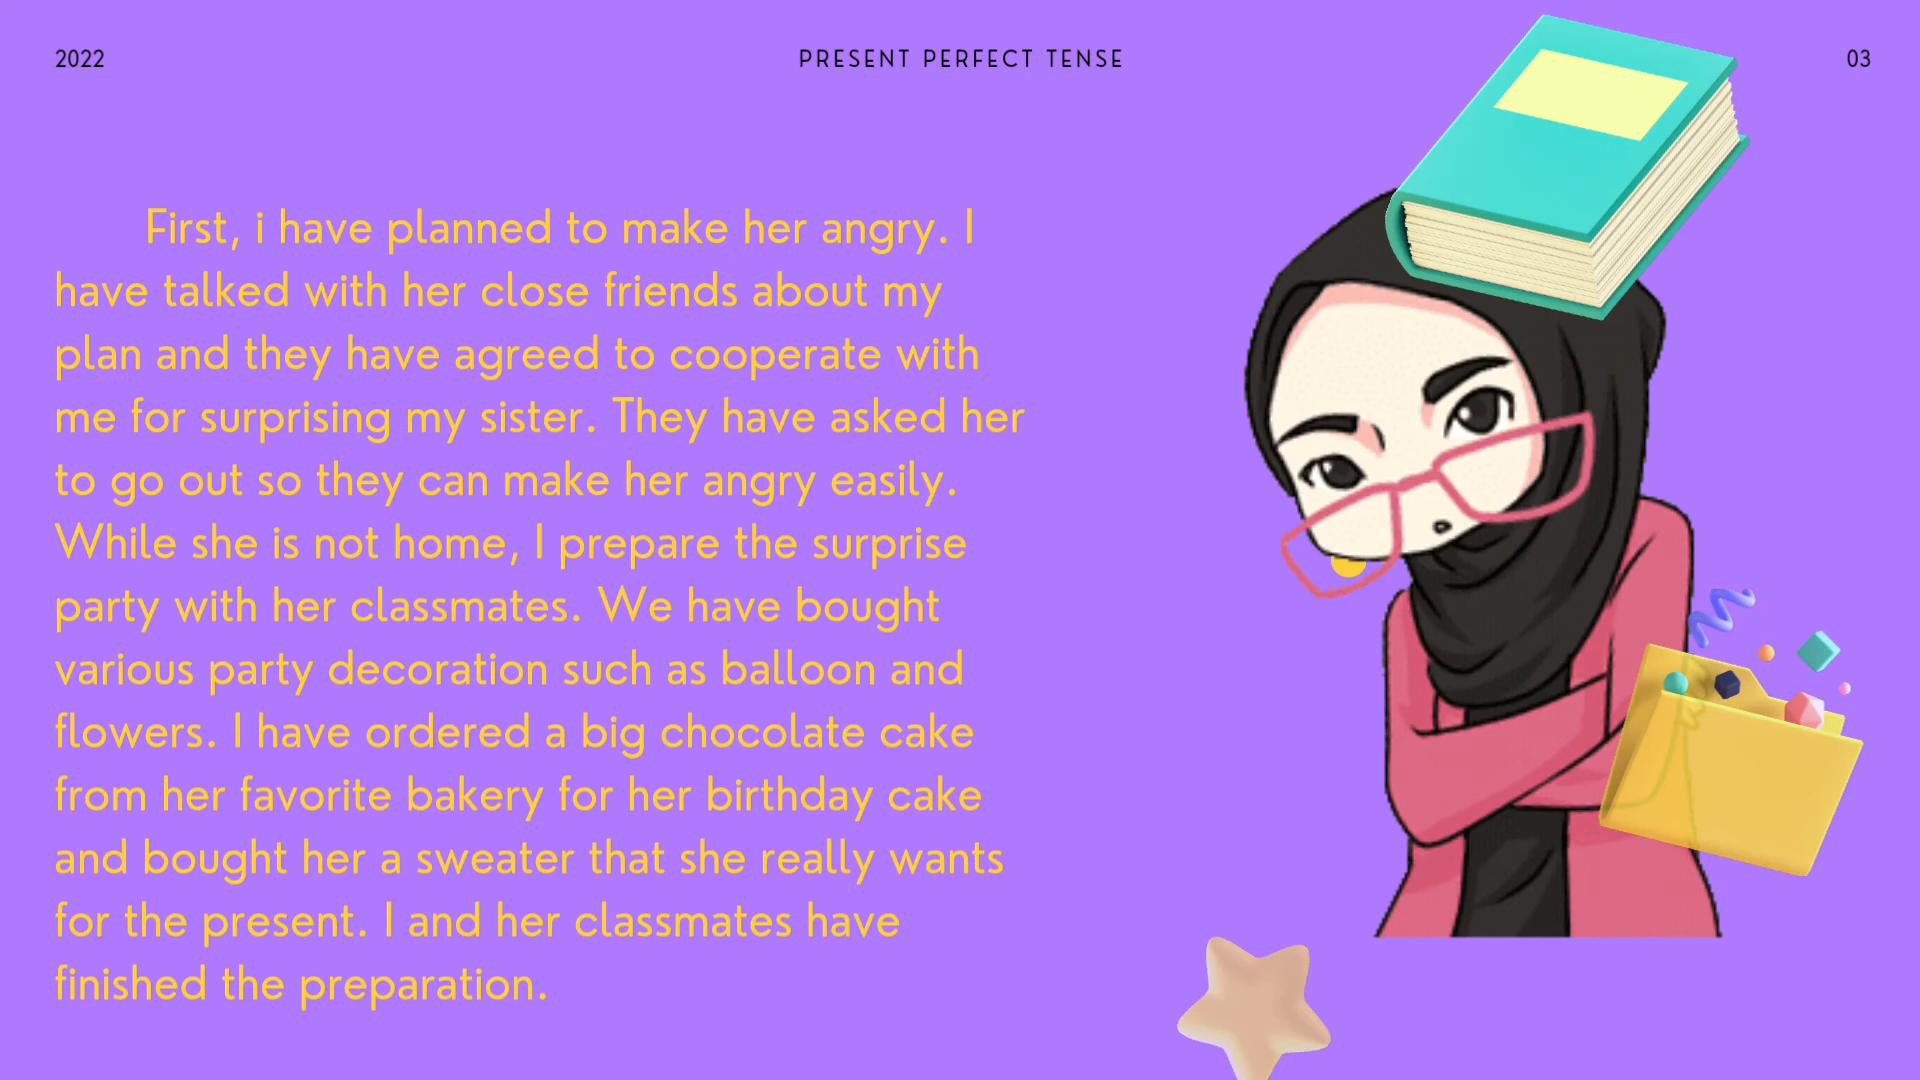 2022
PRESENT PERFECT TENSE
03
First, i have planned to make her angry. I
have talked with her close friends about my
plan and they have agreed to cooperate with
me for surprising my sister. They have asked her
to go out so they can make her angry easily.
While she is not home, I prepare the surprise
party with her classmates. We have bought
various party decoration such as balloon and
flowers. I have ordered a big chocolate cake
from her favorite bakery for her birthday cake
and bought her a sweater that she really wants
for the present. I and her classmates have
finished the preparation.